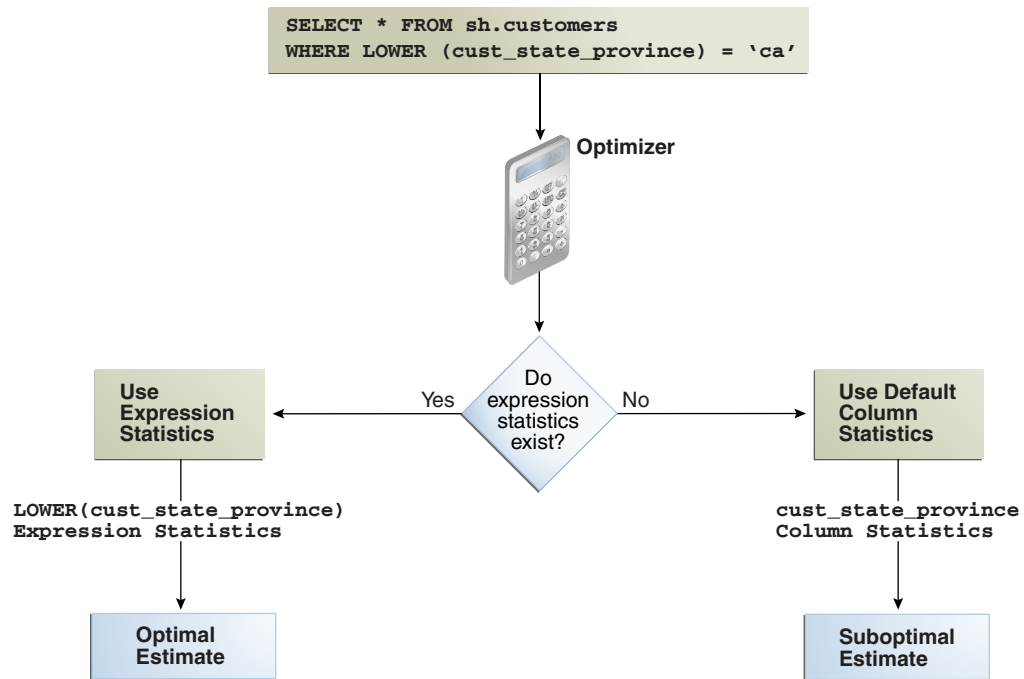 SELECT * FROM sh.customers
WHERE LOWER (cust_state_province) = ‘ca’
Optimizer
Do
expression
statistics
exist?
Yes
No
Use
Expression
Statistics
Use Default
Column
Statistics
LOWER(cust_state_province)
Expression Statistics
cust_state_province
Column Statistics
Optimal
Estimate
Suboptimal
Estimate